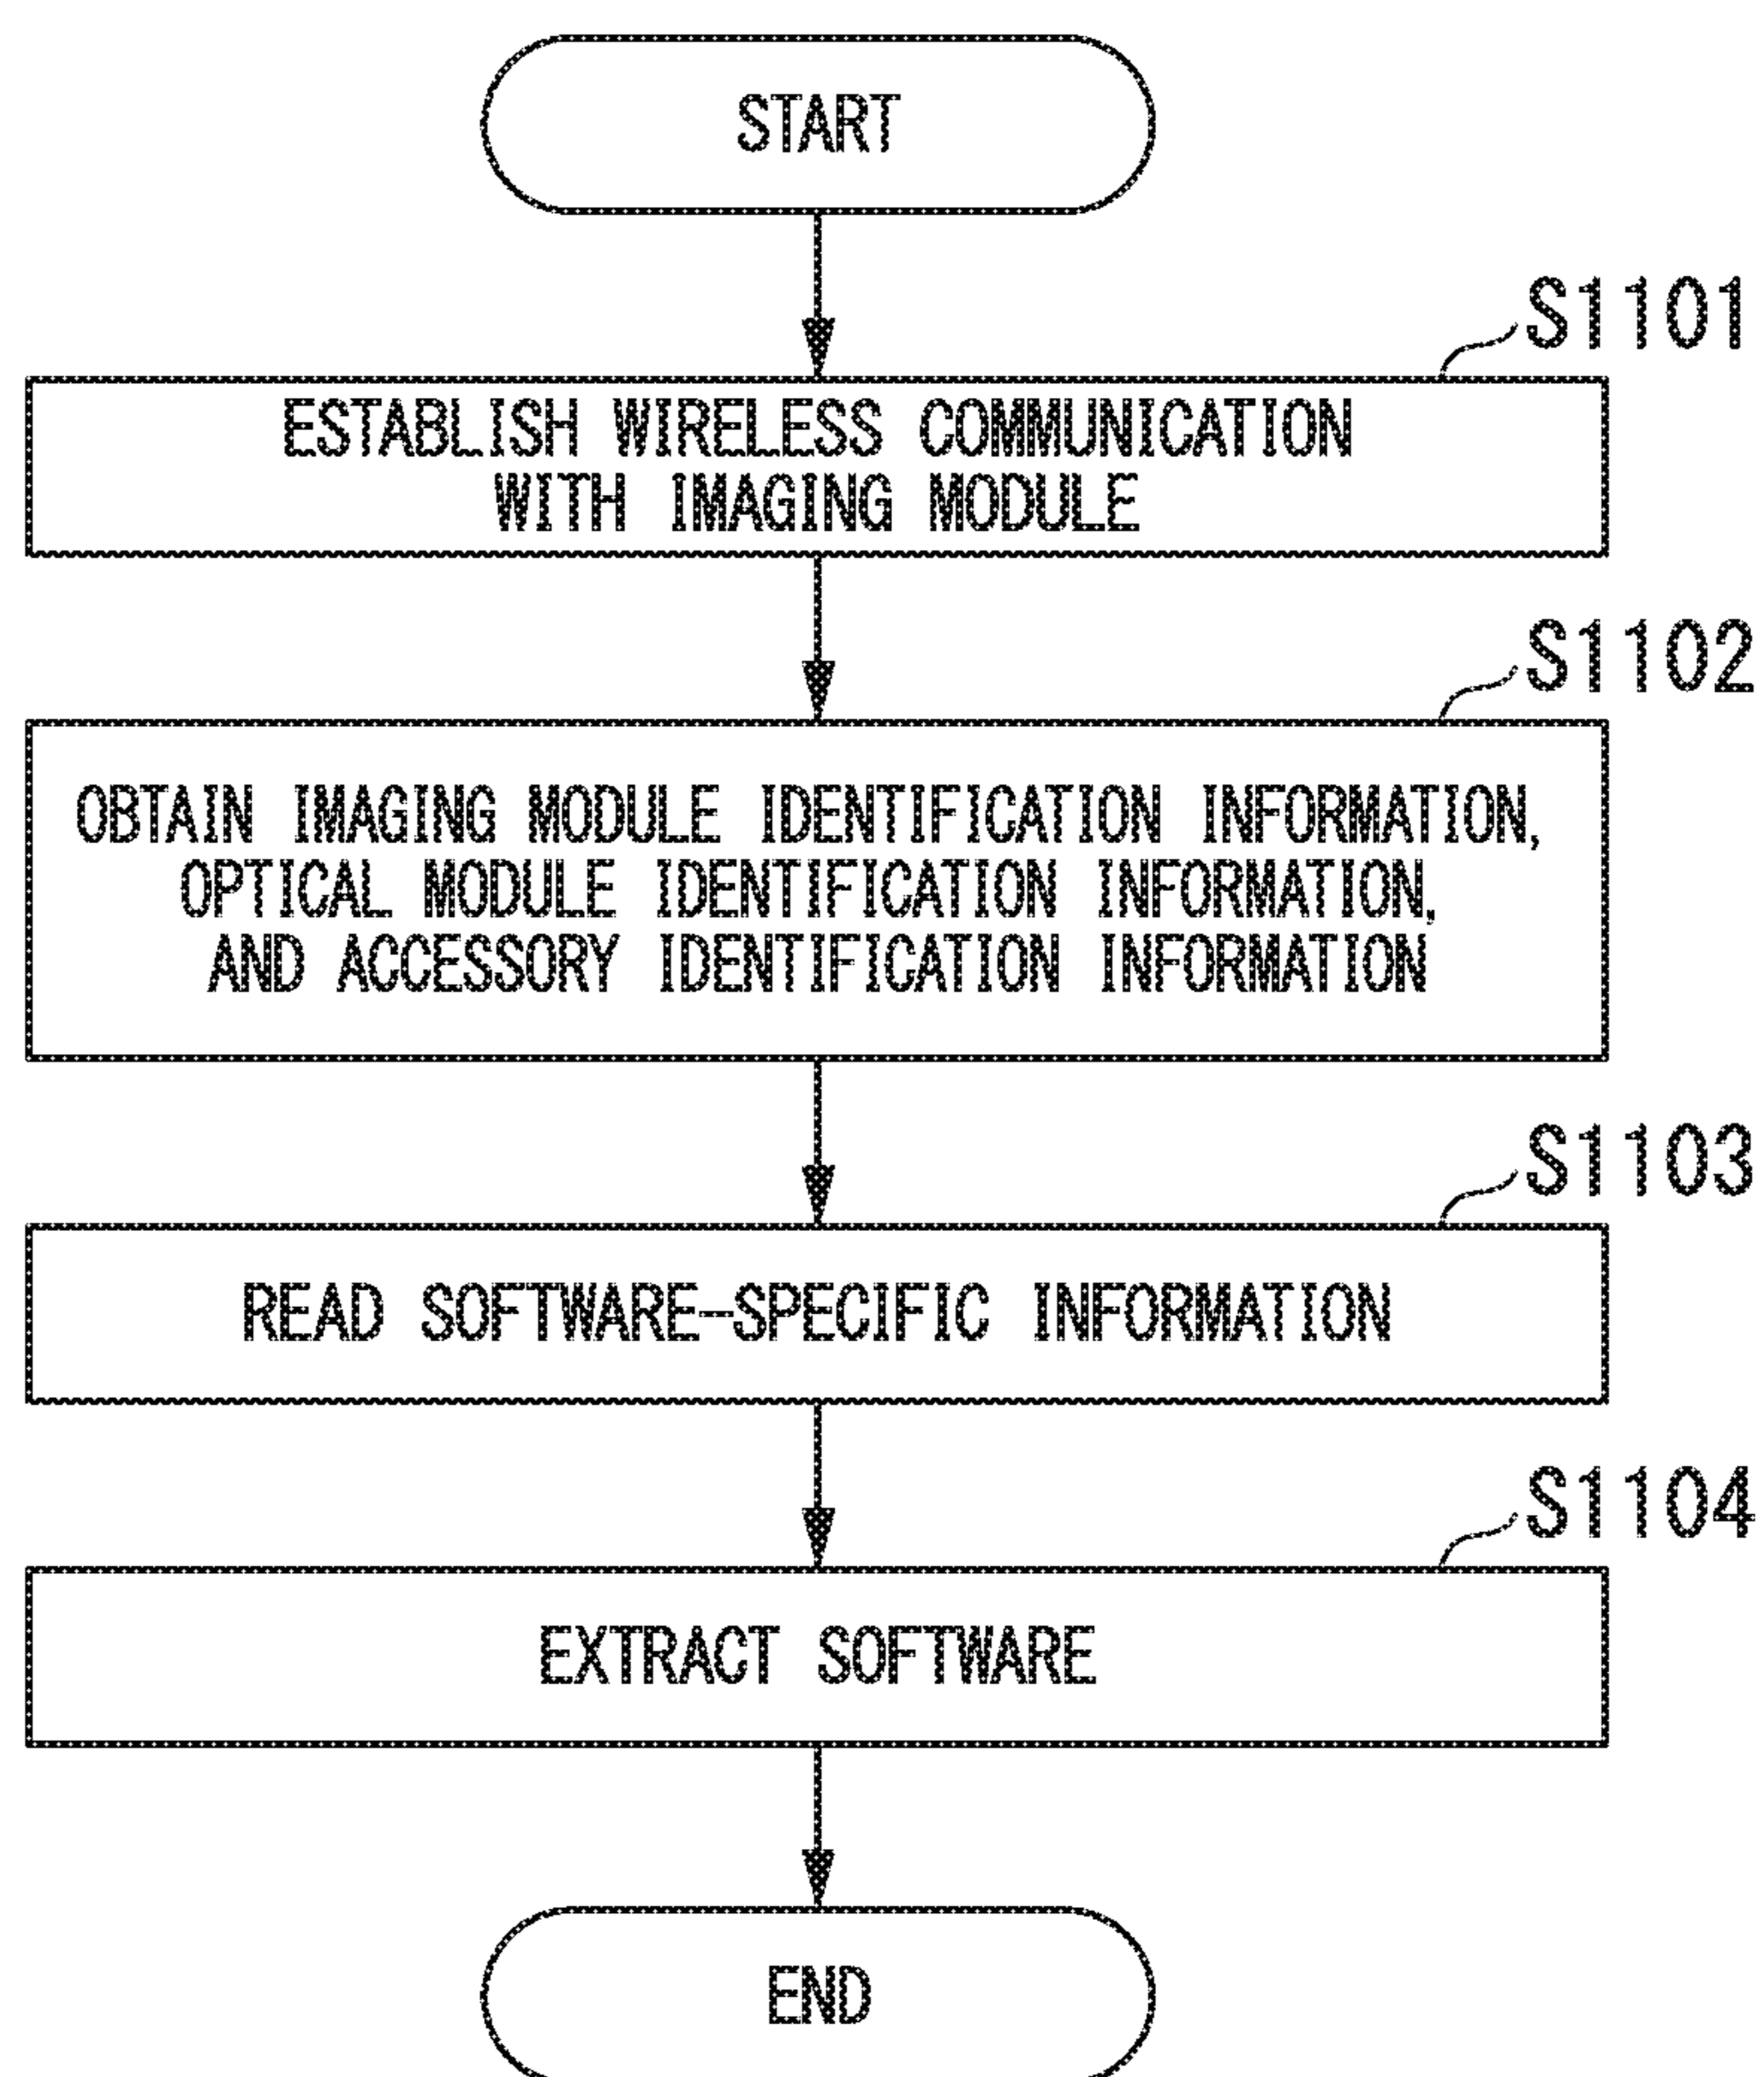 START
S1101
ESTABLISH WIRELESS COMMUNICATION
WITH IMAGING MODULE
S1102
OBTAIN IMAGING MODULE IDENTIFICATION INFORMATION,
OPTICAL MODULE IDENTIFICATION INFORMATION,
AND ACCESSORY IDENTIFICATION INFORMATION
S1103
READ SOFTWARE-SPECIFIC INFORMATION
S1104
EXTRACT SOFTWARE
END